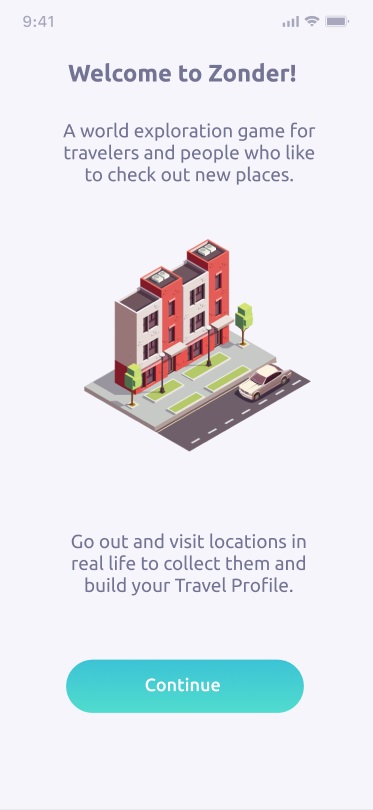 9:41
Welcome to Zonder!
A world exploration game for
travelers and people who like
to check out new places.
Go out and visit locations in
real life to collect them and
build your Travel Profile.
Continue